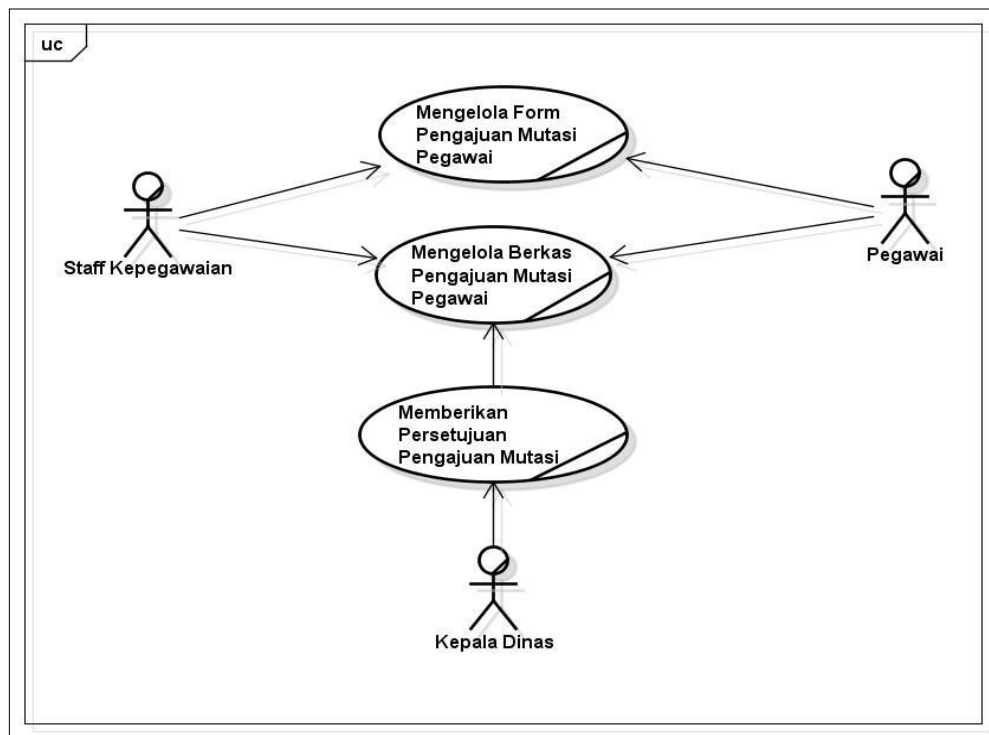 uc
Mengelola Form
Pengajuan Mutasi
Pegawai
Staff Kepegawaian
Pegawai
Mengelola Berkas
Pengajuan Mutasi
Pegawai
Memberikan
Persetujuan
Pengajuan Mutasi
Kepala Dinas